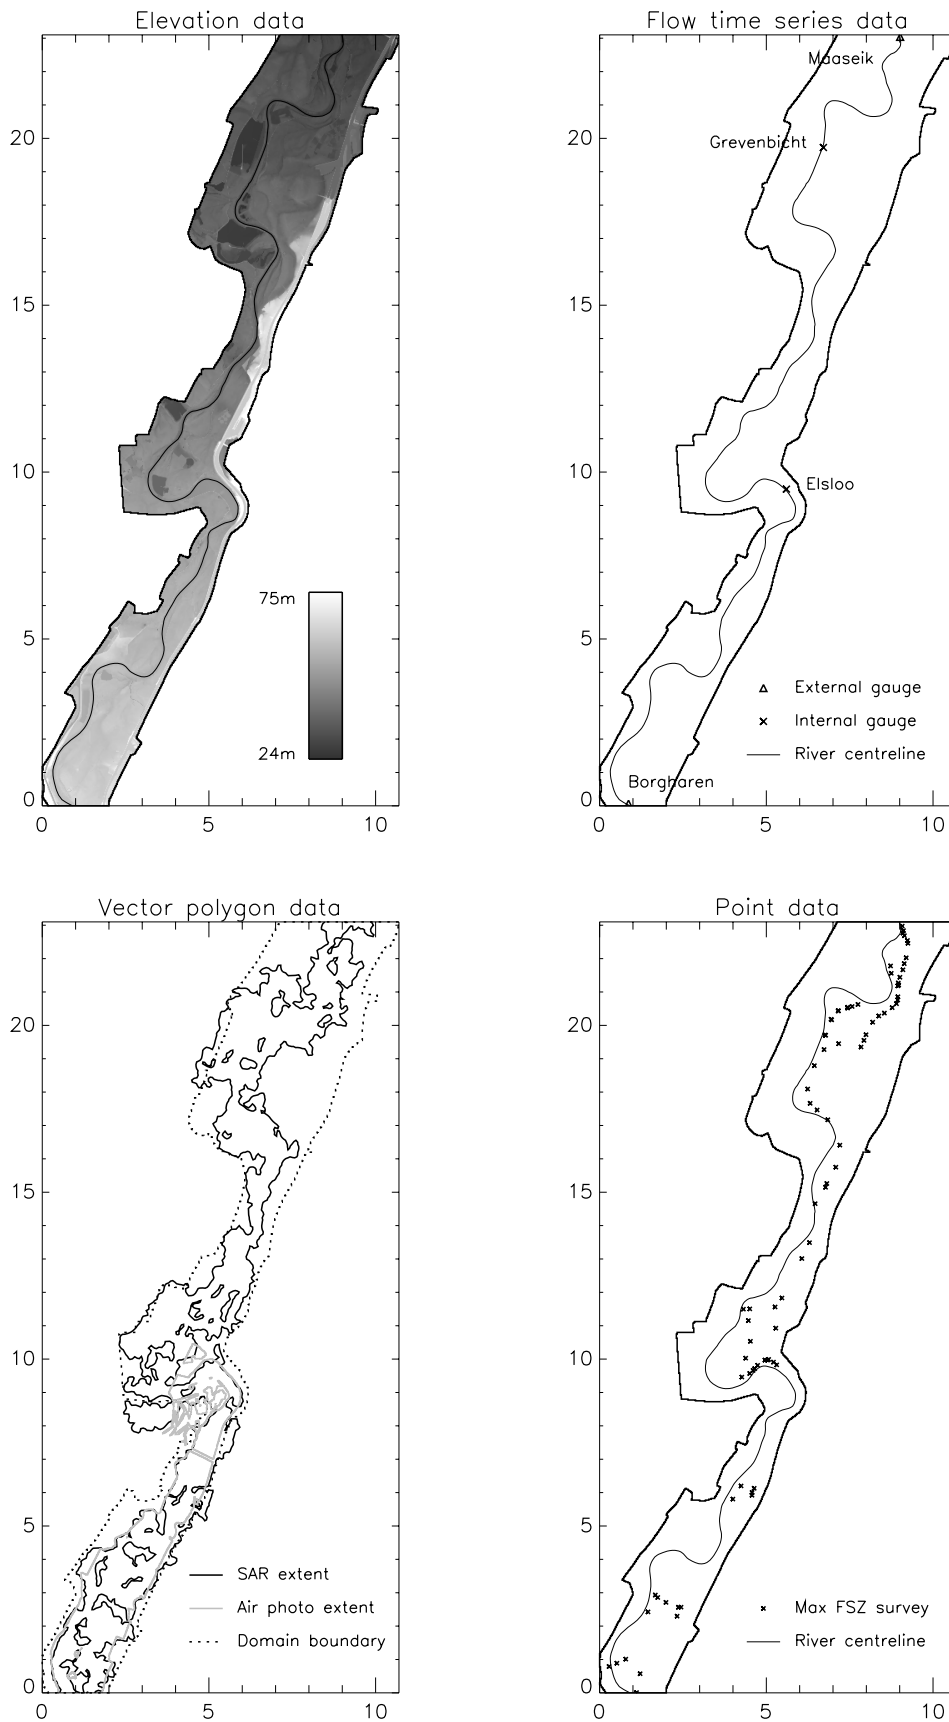 Elevation data
20
15
10
5
0
0 5 10
75m
24m
Flow time series data
Maaseik
Grevenbicht
Elsloo
Borgharen
20
15
10
5
0
0 5 10
External gauge
Internal gauge
River centreline
Vector polygon data
20
15
10
5
0
0 5 10
SAR extent
Air photo extent
Domain boundary
Point data
20
15
10
5
0
0 5 10
Max FSZ survey
River centreline